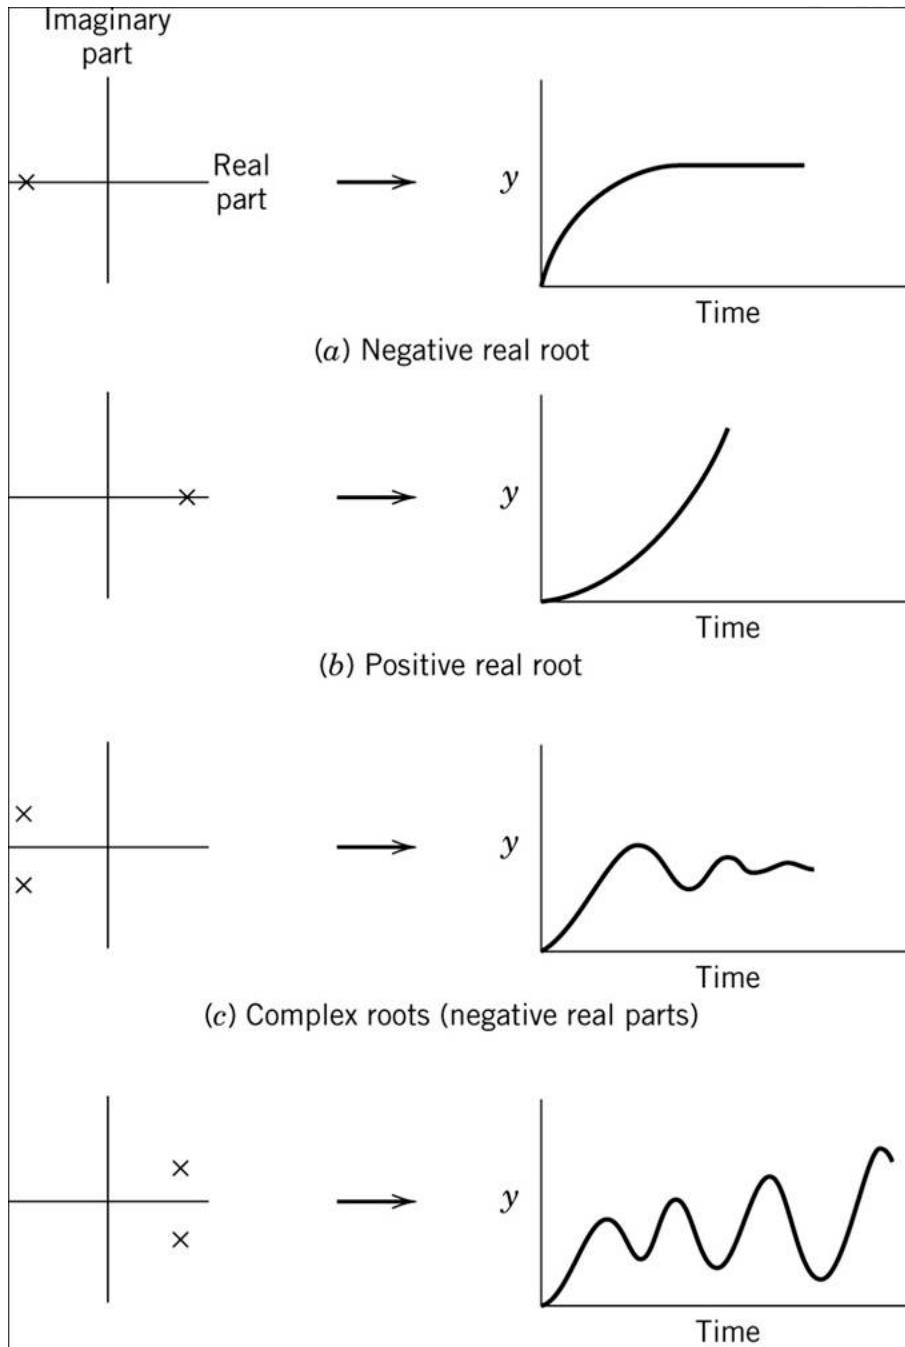 Imaginary
part
Real
part
y
Time
(a) Negative real root
y
Time
(b) Positive real root
y
Time
(c) Complex roots (negative real parts)
y
Time